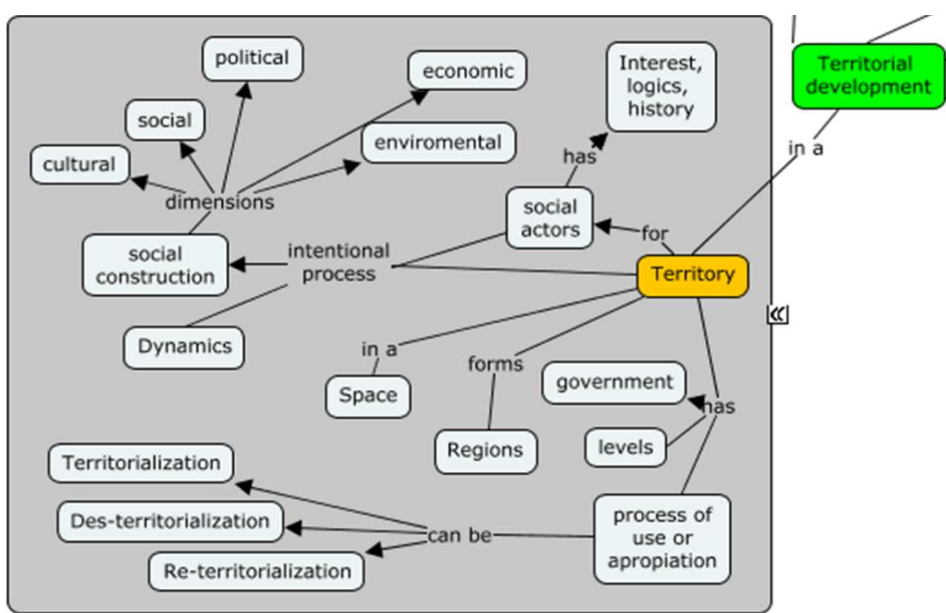 political
economic
Interest,
logics,
history
Territorial
development
social
enviromental
cultural
has
in a
dimensions
social
actors
for
social
construction
intentional
process
Territory
Dynamics
in a
forms
government
Space
has
Regions
levels
Territorialization
Des-territorialization
can be
process of
use or
apropiation
Re-territorialization